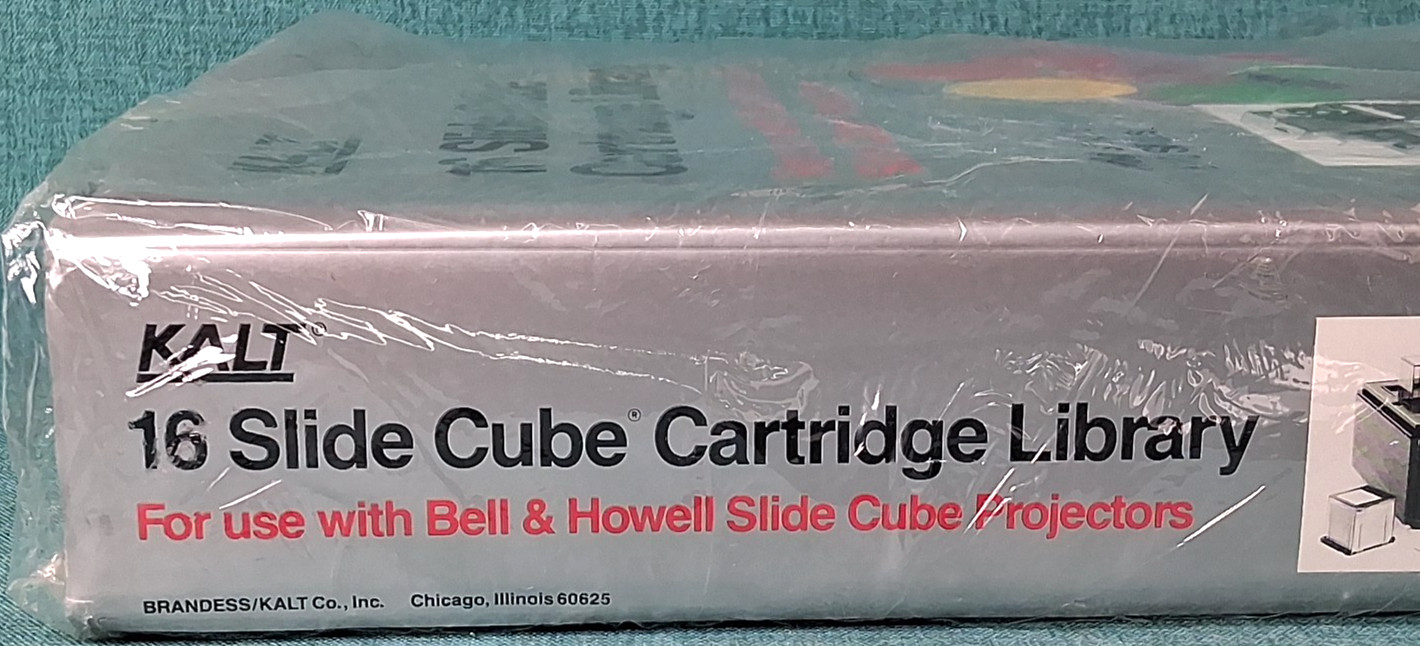 KALT®
16 Slide Cube® Cartridge Library
For use with Bell & Howell Slide Cube Projectors
BRANDESS/KALT Co., Inc. Chicago, Illinois 60625